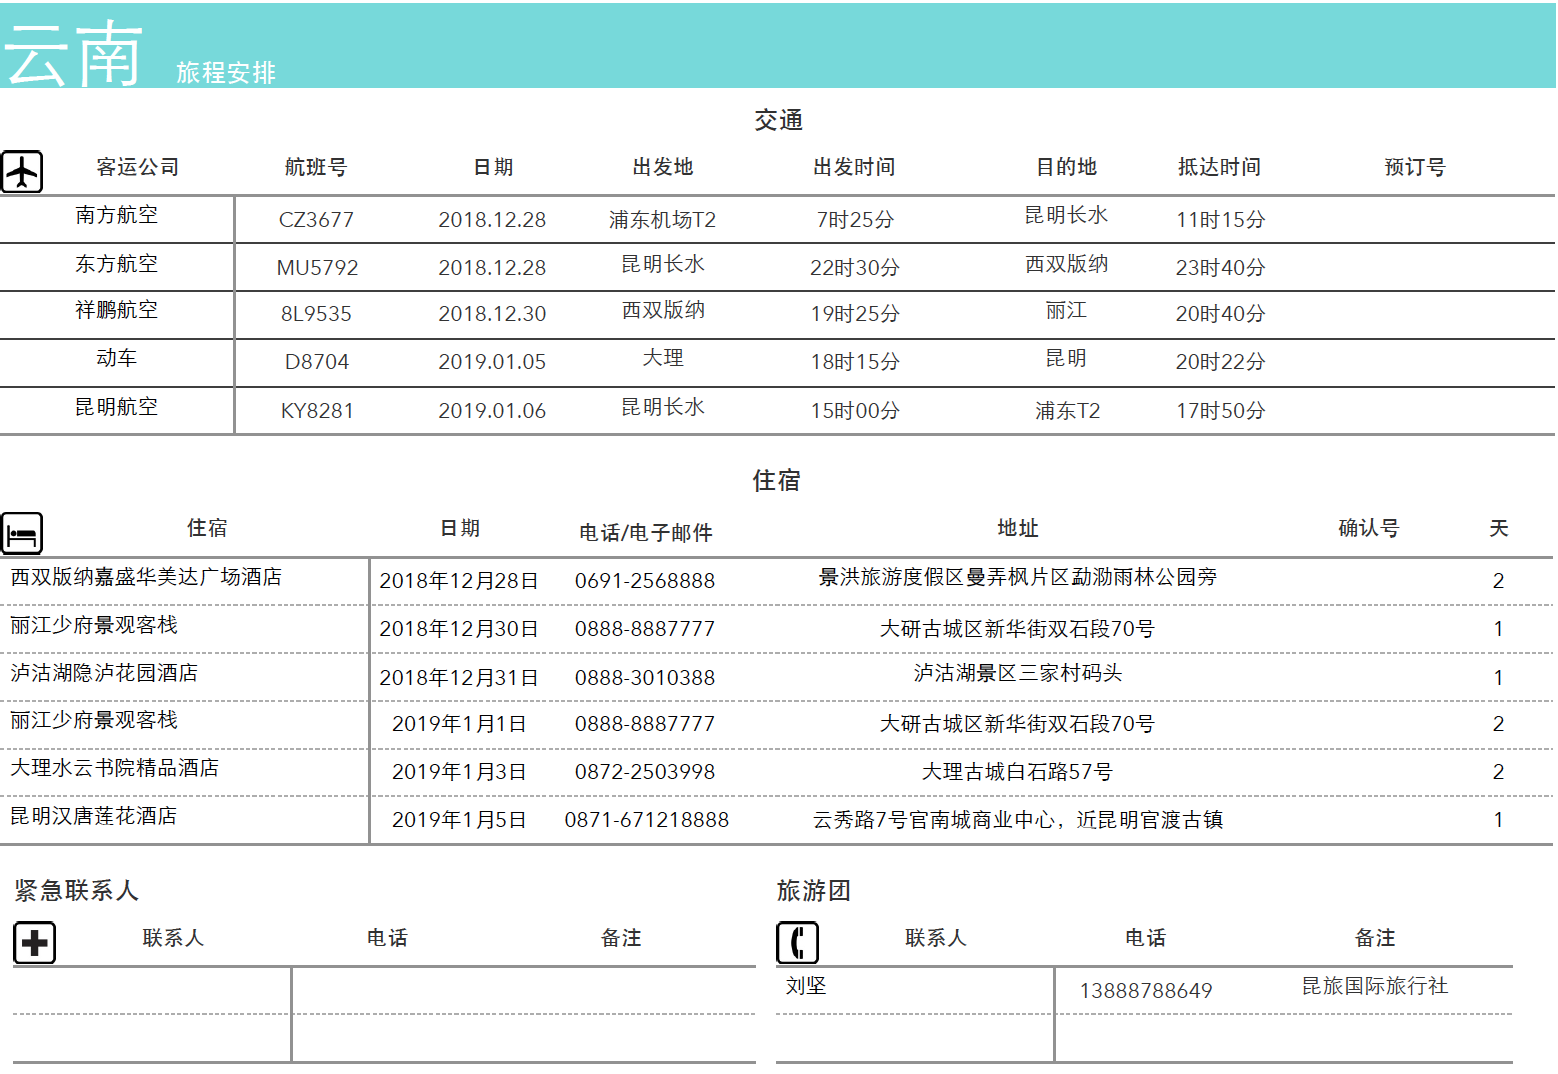 云南 旅程安排
交通
客运公司 航班号 日期 出发地 出发时间 目的地 抵达时间 预订号
南方航空 CZ3677 2018.12.28 浦东机场T2 7时25分 昆明长水 11时15分
东方航空 MU5792 2018.12.28 昆明长水 22时30分 西双版纳 23时40分
祥鹏航空 8L9535 2018.12.30 西双版纳 19时25分 丽江 20时40分
动车 D8704 2019.01.05 大理 18时15分 昆明 20时22分
昆明航空 KY8281 2019.01.06 昆明长水 15时00分 浦东T2 17时50分
住宿
住宿 日期 电话/电子邮件 地址 确认号 天
西双版纳嘉盛华美达广场酒店 2018年12月28日 0691-2568888 景洪旅游度假区曼弄枫片区勐泐雨林公园旁 2
丽江少府景观客栈 2018年12月30日 0888-8887777 大研古城区新华街双石段70号 1
泸沽湖隐泸花园酒店 2018年12月31日 0888-3010388 泸沽湖景区三家村码头 1
丽江少府景观客栈 2019年1月1日 0888-8887777 大研古城区新华街双石段70号 2
大理水云书院精品酒店 2019年1月3日 0872-2503998 大理古城白石路57号 2
昆明汉唐莲花酒店 2019年1月5日 0871-671218888 云秀路7号官南城商业中心，近昆明官渡古镇 1
紧急联系人 旅游团
联系人 电话 备注 联系人 电话 备注
刘坚 13888788649 昆旅国际旅行社